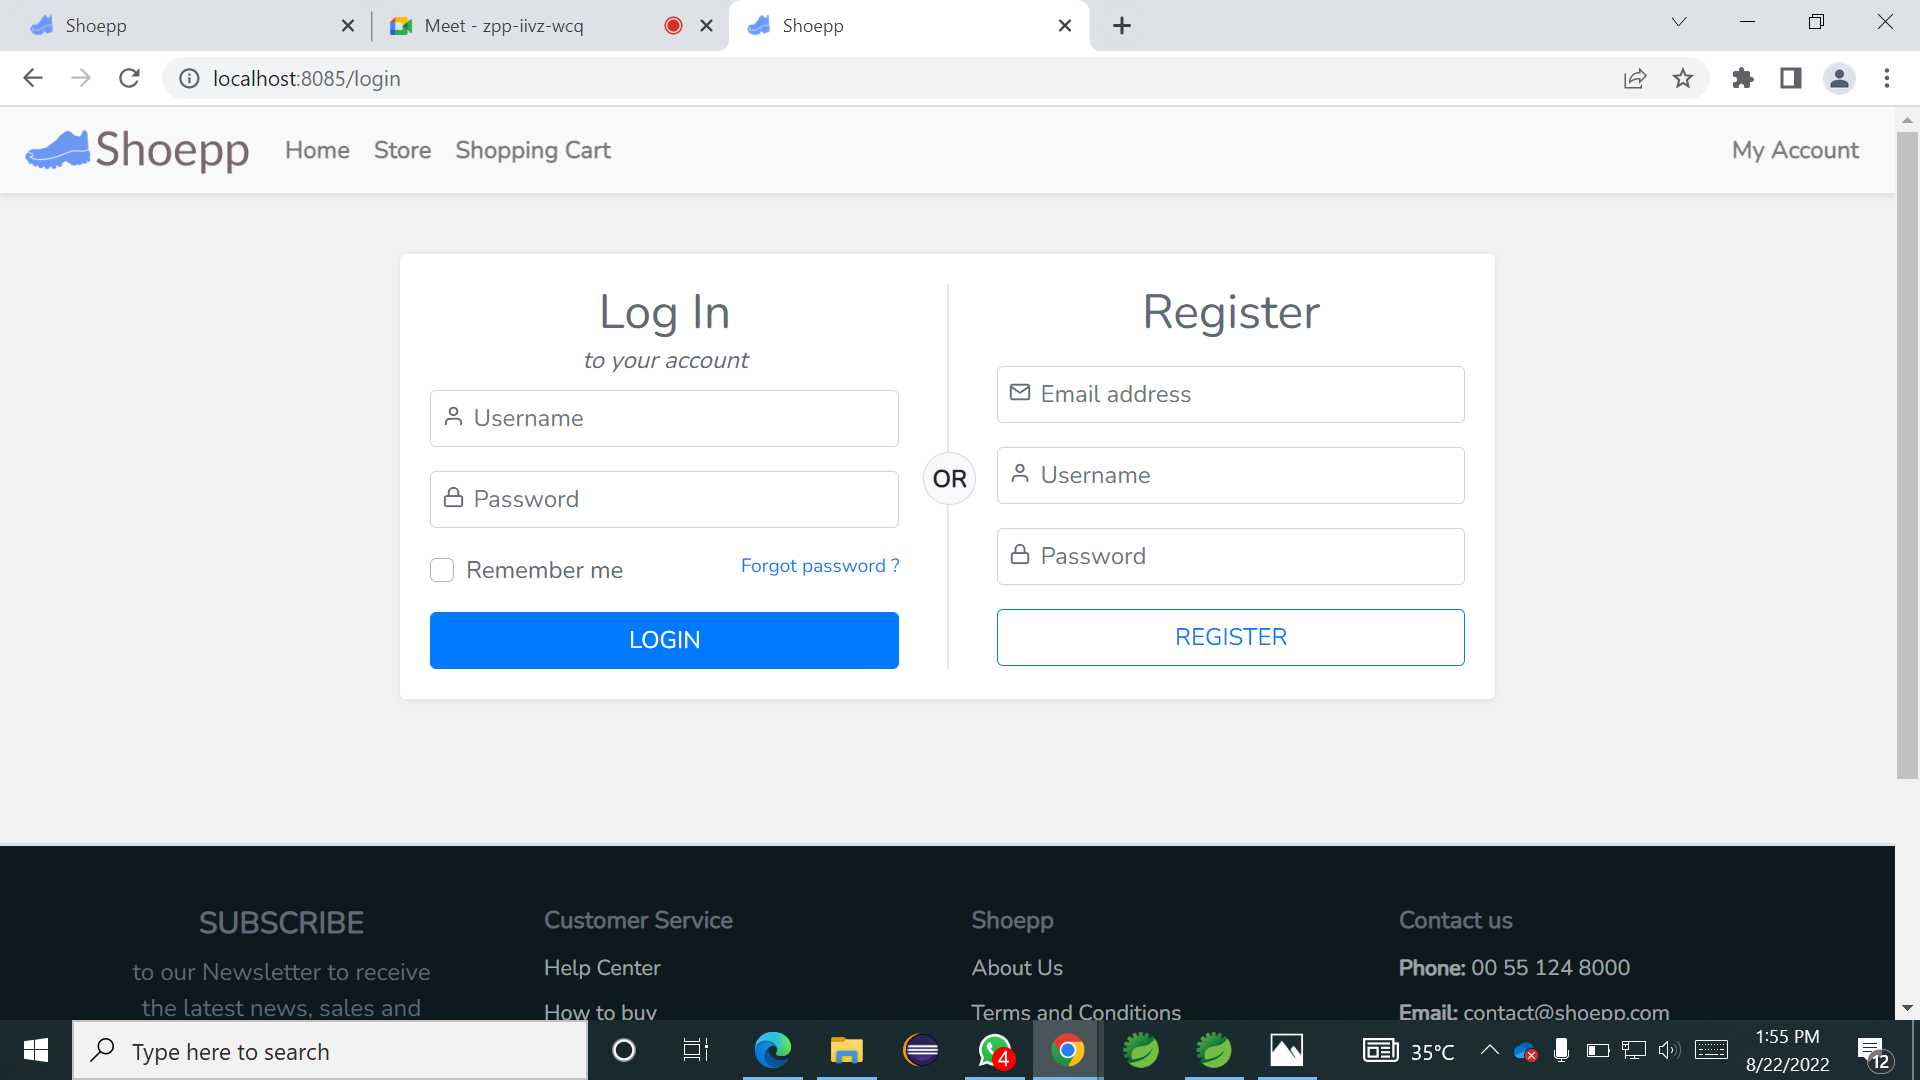 Shoepp
Meet - zpp-iivz-wcq
Shoepp
localhost:8085/login
Shoepp
Home
Store
Shopping Cart
My Account
Log In
to your account
Username
Password
Remember me
Forgot password ?
LOGIN
OR
Register
Email address
Username
Password
REGISTER
SUBSCRIBE
to our Newsletter to receive
the latest news, sales and
Customer Service
Help Center
How to buy
Shoepp
About Us
Terms and Conditions
Contact us
Phone: 00 55 124 8000
Email: contact@shoepp.com
Type here to search
4
35°C
1:55 PM
8/22/2022
12